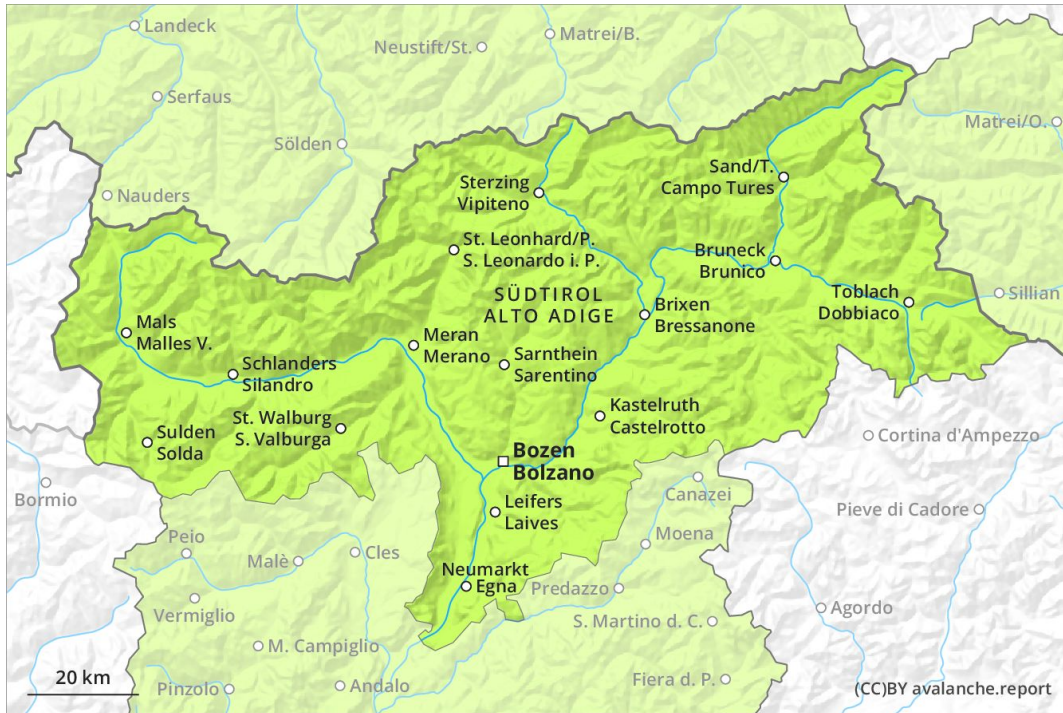 Landeck
Matrei/B.
Neustift/St.
Serfaus
Matrei/O.
Sölden
Sand/T.
Campo Tures
Sterzing
Vipiteno
Nauders
St. Leonhard/P.
S. Leonardo i. P.
Bruneck
Brunico
SÜDTIROL
ALTO ADIGE
Toblach
Dobbiaco
Sillian
Brixen
Bressanone
Mals
Malles V.
Meran
Merano
Sarnthein
Sarentino
Schlanders
Silandro
St. Walburg
S. Valburga
Kastelruth
Castelrotto
Sulden
Solda
Cortina d'Ampezzo
Bozen
Bolzano
Bormio
Canazei
Leifers
Laives
Pieve di Cadore
Peio
Moena
Cles
Malè
Neumarkt
Egna
Predazzo
Vermiglio
Agordo
S. Martino d. C.
M. Campiglio
20 km
Pinzolo
Andalo
Fiera d. P.
(CC)BY avalanche.report